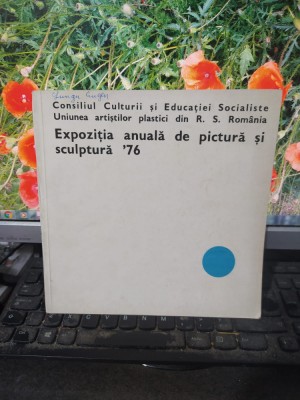 Consiliul Culturii și Educației Socialiste
Uniunea artiștilor plastici din R. S. România
Expoziția anuală de pictură și
sculptură '76